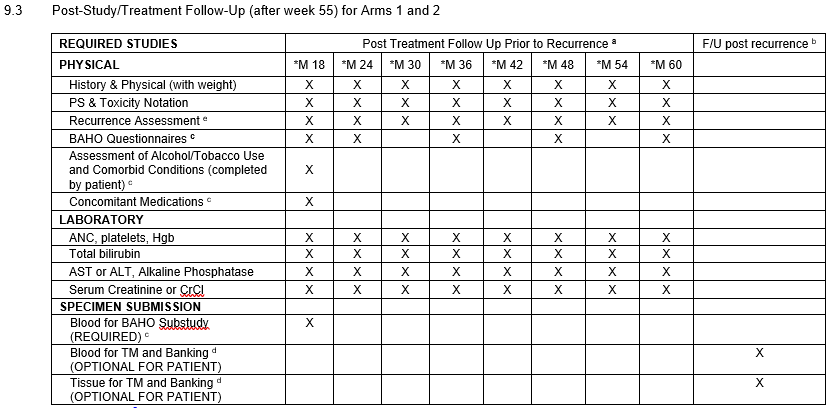 9.3 Post-Study/Treatment Follow-Up (after week 55) for Arms 1 and 2
REQUIRED STUDIES Post Treatment Follow Up Prior to Recurrence a F/U post recurrence b
PHYSICAL *M 18 *M 24 *M 30 *M 36 *M 42 *M 48 *M 54 *M 60
History & Physical (with weight) X X X X X X X X
PS & Toxicity Notation X X X X X X X X
Recurrence Assessment e X X X X X X X X
BAHO Questionnaires c X X X X X
Assessment of Alcohol/Tobacco Use
and Comorbid Conditions (completed X
by patient) c
Concomitant Medications c X
LABORATORY
ANC, platelets, Hgb X X X X X X X X
Total bilirubin X X X X X X X X
AST or ALT, Alkaline Phosphatase X X X X X X X X
Serum Creatinine or CrCl X X X X X X X X
SPECIMEN SUBMISSION
Blood for BAHO Substudy X
(REQUIRED) c
Blood for TM and Banking d X
(OPTIONAL FOR PATIENT)
Tissue for TM and Banking d X
(OPTIONAL FOR PATIENT)